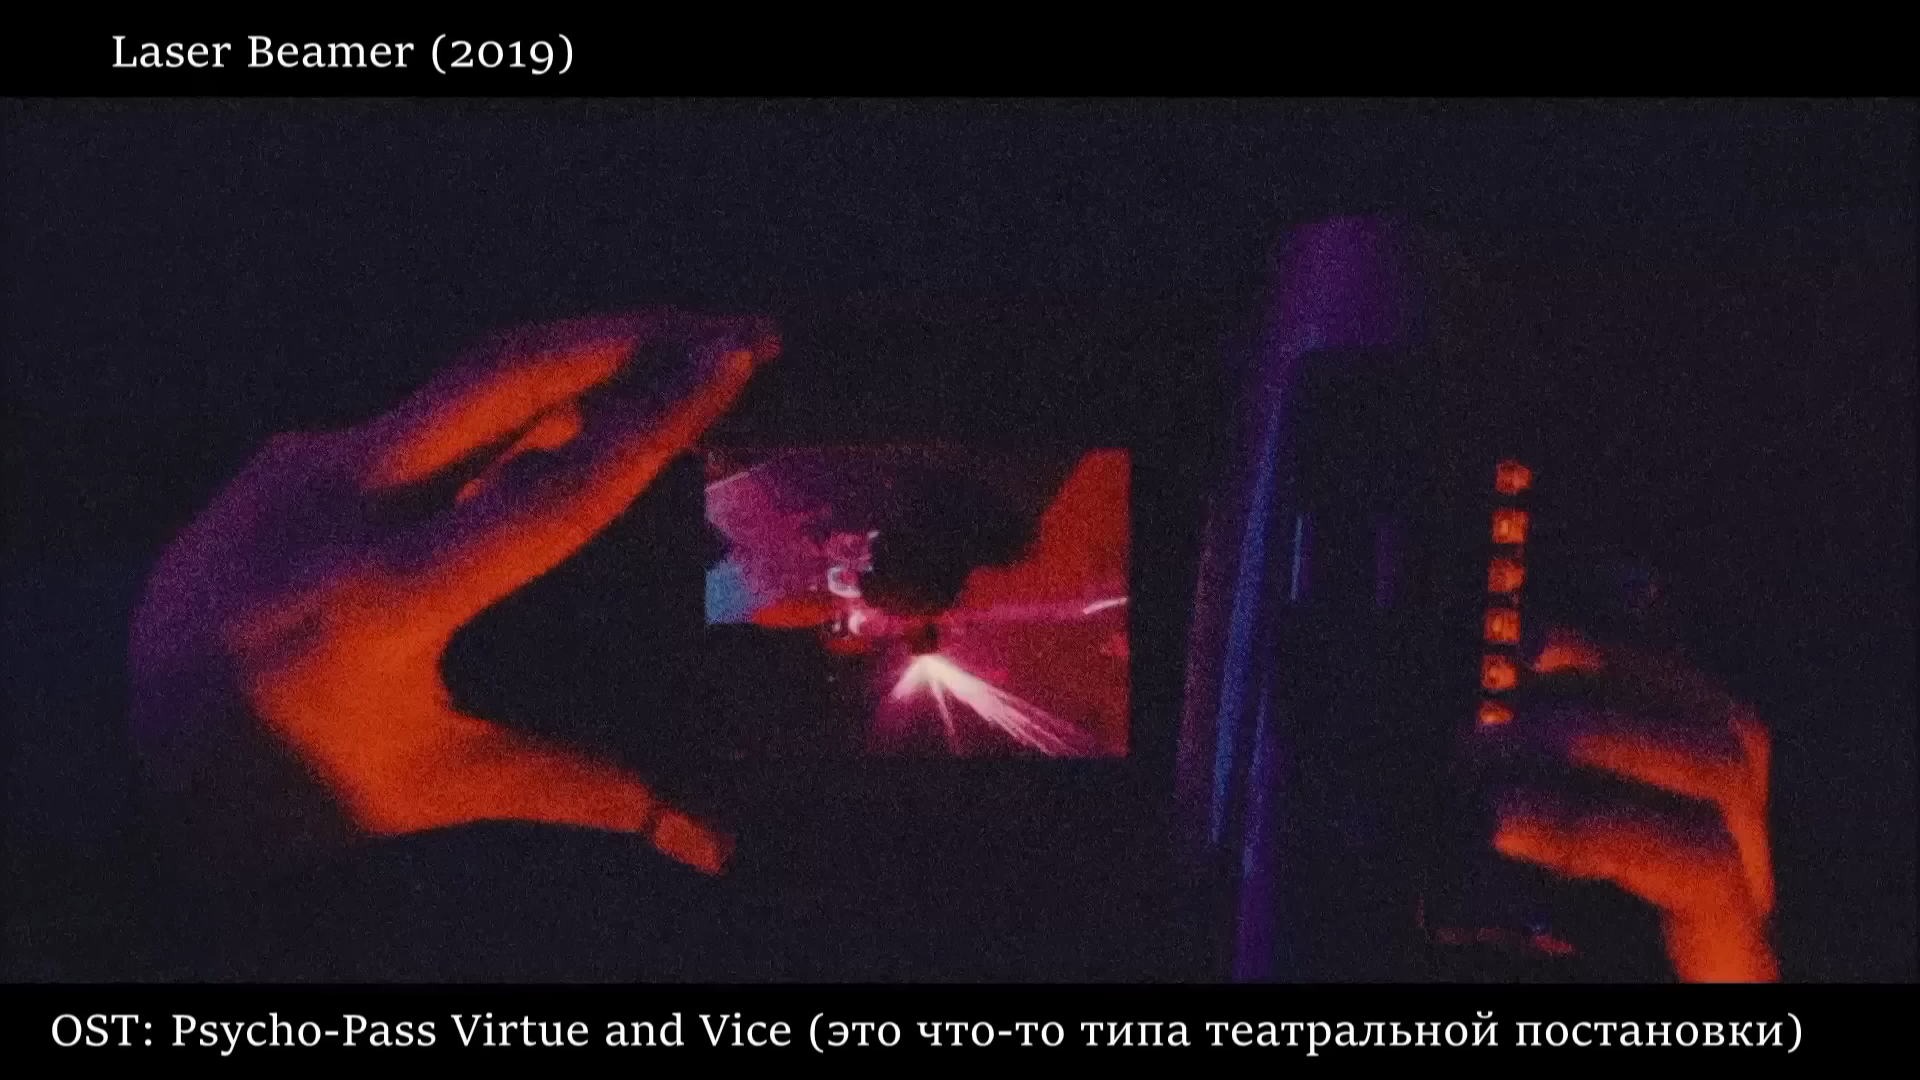 Laser Beamer (2019)
OST: Psycho-Pass Virtue and Vice (это что-то типа театральной постановки)